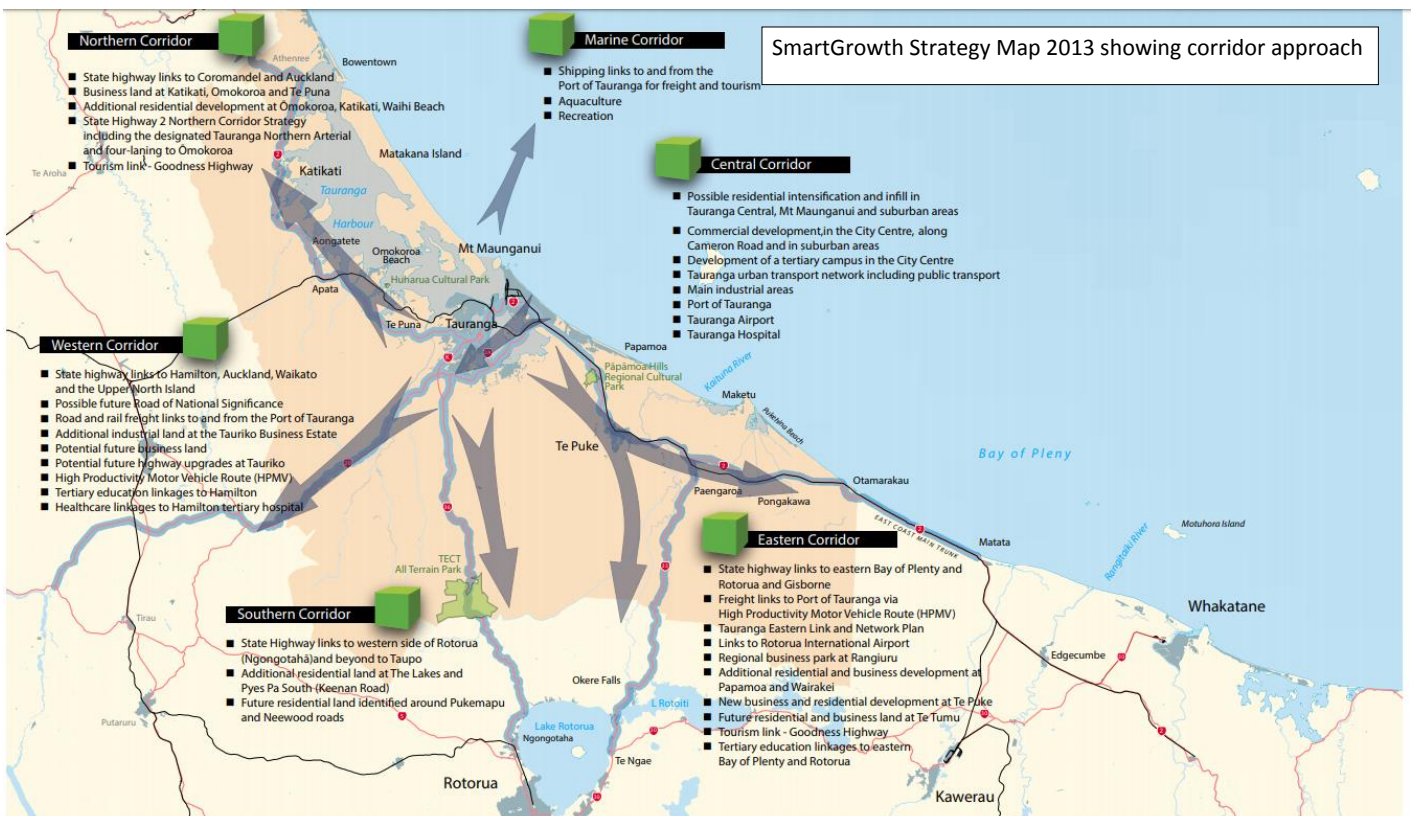 SmartGrowth Strategy Map 2013 showing corridor approach
Northern Corridor
■ State highway links to Coromandel and Auckland
■ Business land at Katikati, Omokoroa and Te Puna
■ Additional residential development at Ōmokoroa, Katikati, Waihi Beach
■ State Highway 2 Northern Corridor Strategy
including the designated Tauranga Northern Arterial
and four-laning to Ōmokoroa
■ Tourism link - Goodness Highway
Marine Corridor
■ Shipping links to and from the
Port of Tauranga for freight and tourism
■ Aquaculture
■ Recreation
Central Corridor
■ Possible residential intensification and infill in
Tauranga Central, Mt Maunganui and suburban areas
■ Commercial development,in the City Centre, along
Cameron Road and in suburban areas
■ Development of a tertiary campus in the City Centre
■ Tauranga urban transport network including public transport
■ Main industrial areas
■ Port of Tauranga
■ Tauranga Airport
■ Tauranga Hospital
Western Corridor
■ State highway links to Hamilton, Auckland, Waikato
and the Upper North Island
■ Possible future Road of National Significance
■ Road and rail freight links to and from the Port of Tauranga
■ Additional industrial land at the Tauriko Business Estate
■ Potential future business land
■ Potential future highway upgrades at Tauriko
■ High Productivity Motor Vehicle Route (HPMV)
■ Tertiary education linkages to Hamilton
■ Healthcare linkages to Hamilton tertiary hospital
Southern Corridor
■ State Highway links to western side of Rotorua
(Ngongotahā)and beyond to Taupo
■ Additional residential land at The Lakes and
Pyes Pa South (Keenan Road)
■ Future residential land identified around Pukemapu
and Neewood roads
Eastern Corridor
■ State highway links to eastern Bay of Plenty and
Rotorua and Gisborne
■ Freight links to Port of Tauranga via
High Productivity Motor Vehicle Route (HPMV)
■ Tauranga Eastern Link and Network Plan
■ Links to Rotorua International Airport
■ Regional business park at Rangiuru
■ Additional residential and business development at
Papamoa and Wairakei
■ New business and residential development at Te Puke
■ Future residential and business land at Te Tumu
■ Tourism link - Goodness Highway
■ Tertiary education linkages to eastern
Bay of Plenty and Rotorua
Athenree
Bowentown
Te Aroha
Matakana Island
2
Katikati
Tauranga
Harbour
Aongatete
Omokoroa
Beach
Mt Maunganui
Huharua Cultural Park
Apata
Te Puna
Tauranga
2
Papamoa
Pāpāmoa Hills
Regional Cultural
Park
Kaituna River
Maketu
Pukehina Beach
Te Puke
Bay of Pleny
2
Paengaroa
Pongakawa
Otamarakau
EAST COAST MAIN TRUNK
2
Matata
Rangitaiki River
Motuhora Island
Whakatane
Edgecumbe
TECT
All Terrain Park
Tirau
Putaruru
5
Okere Falls
L Rotoiti
Lake Rotorua
Ngongotaha
Te Ngae
Rotorua
30
2
Kawerau